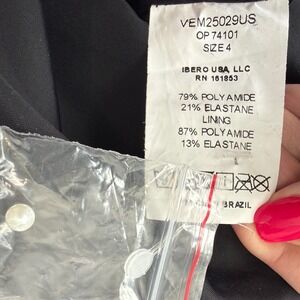 VEM25029US
OP 74101
SIZE 4
IBERO USA, LLC
RN 161853
79% POLYAMIDE
21% ELASTANE
LINING
87% POLYAMIDE
13% ELASTANE
BRAZIL